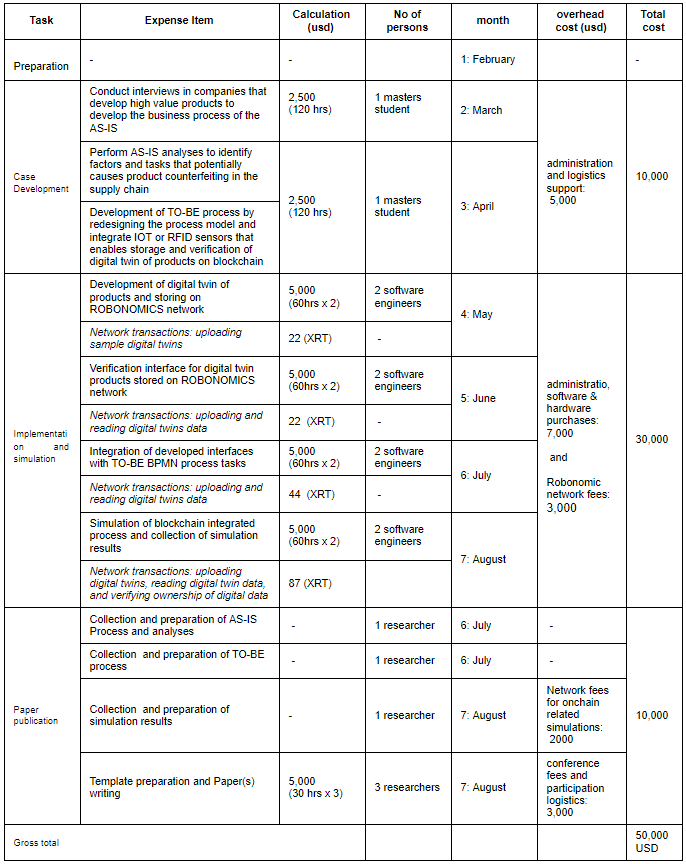 Task Expense Item Calculation (usd) No of persons month overhead cost (usd) Total cost
Preparation - - 1: February -
Case Development
Conduct interviews in companies that
develop high value products to
develop the business process of the
AS-IS
2,500
(120 hrs)
1 masters
student
2: March
administration
and logistics
support:
5,000
10,000
Perform AS-IS analyses to identify
factors and tasks that potentially
causes product counterfeiting in the
supply chain
2,500
(120 hrs)
1 masters
student
3: April
Development of TO-BE process by
redesigning the process model and
integrate IOT or RFID sensors that
enables storage and verification of
digital twin of products on blockchain
Implementati
on and
simulation
Development of digital twin of
products and storing on
ROBONOMICS network
5,000
(60hrs x 2)
2 software
engineers
4: May
administratio,
software &
hardware
purchases:
7,000
and
Robonomic
network fees:
3,000
30,000
Network transactions: uploading
sample digital twins
22 (XRT)
-
Verification interface for digital twin
products stored on ROBONOMICS
network
5,000
(60hrs x 2)
2 software
engineers
5: June
Network transactions: uploading and
reading digital twins data
22 (XRT)
-
Integration of developed interfaces
with TO-BE BPMN process tasks
5,000
(60hrs x 2)
2 software
engineers
6: July
Network transactions: uploading and
reading digital twins data
44 (XRT)
-
Simulation of blockchain integrated
process and collection of simulation
results
5,000
(60hrs x 2)
2 software
engineers
7: August
Network transactions: uploading
digital twins, reading digital twin data,
and verifying ownership of digital data
87 (XRT)
Paper
publication
Collection and preparation of AS-IS
Process and analyses
-
1 researcher
6: July
-
10,000
Collection and preparation of TO-BE
process
-
1 researcher
6: July
-
Collection and preparation of
simulation results
-
1 researcher
7: August
Network fees
for onchain
related
simulations:
2000
Template preparation and Paper(s)
writing
5,000
(30 hrs x 3)
3 researchers
7: August
conference
fees and
participation
logistics:
3,000
Gross total
50,000
USD